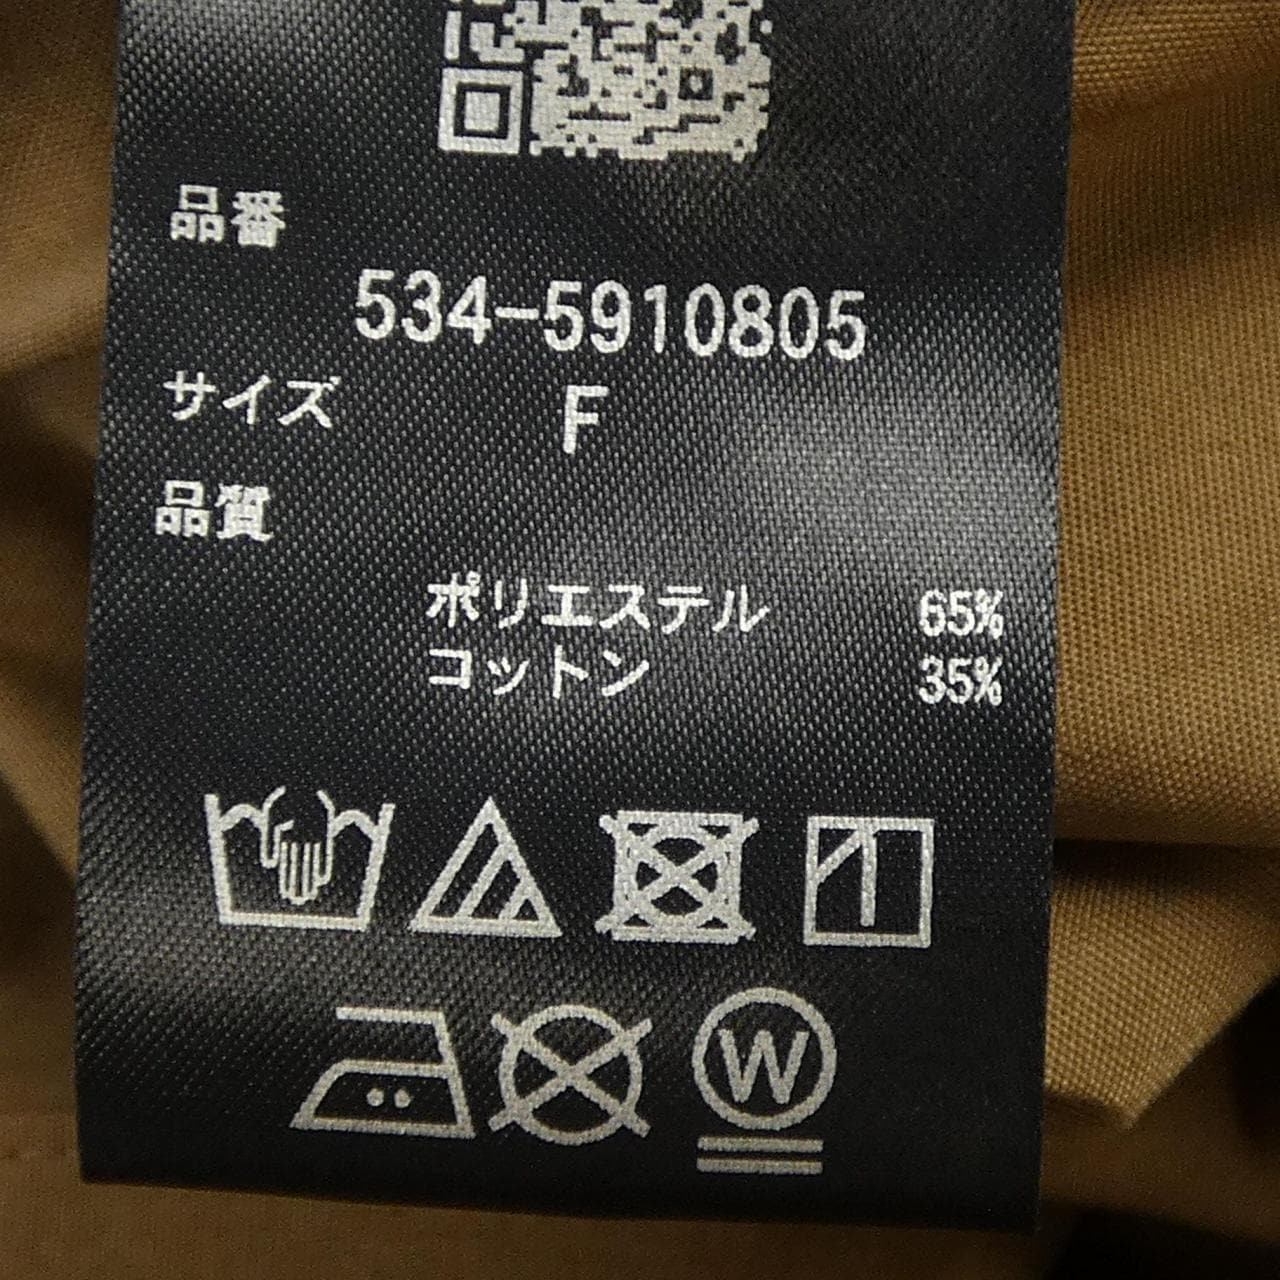 品番
534-5910805
サイズ F
品質
ポリエステル 65%
コットン 35%
W